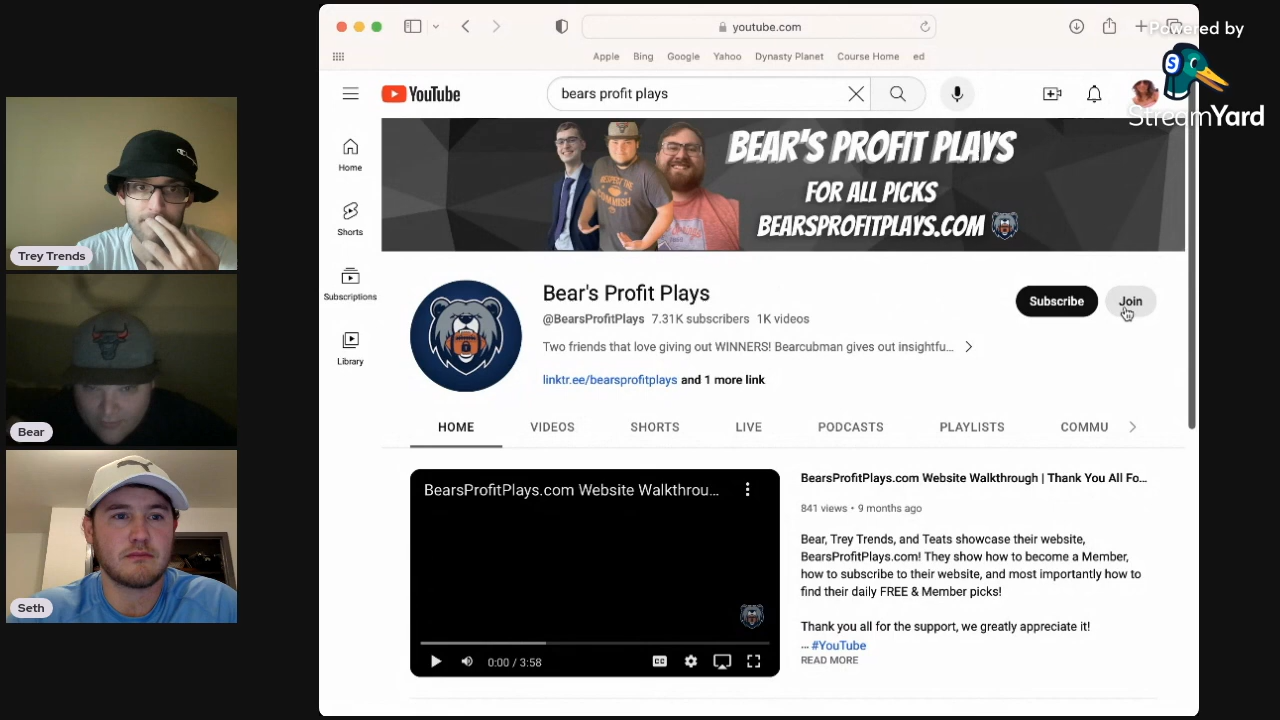 Powered by
StreamYard
youtube.com
Apple Bing Google Yahoo Dynasty Planet Course Home ed
YouTube
bears profit plays
BEAR'S PROFIT PLAYS
FOR ALL PICKS
BEARSPROFITPLAYS.COM
RESPECT THE
Home
Shorts
Subscriptions
Library
Bear's Profit Plays
@BearsProfitPlays 7.31K subscribers 1K videos
Two friends that love giving out WINNERS! Bearcubman gives out insightfu...
linktr.ee/bearsprofitplays and 1 more link
Subscribe
Join
HOME VIDEOS SHORTS LIVE PODCASTS PLAYLISTS COMMU
BearsProfitPlays.com Website Walkthrou...
0:00 / 3:58
BearsProfitPlays.com Website Walkthrough | Thank You All Fo...
841 views • 9 months ago
Bear, Trey Trends, and Teats showcase their website,
BearsProfitPlays.com! They show how to become a Member,
how to subscribe to their website, and most importantly how to
find their daily FREE & Member picks!
Thank you all for the support, we greatly appreciate it!
... #YouTube
READ MORE
Trey Trends
Bear
Seth